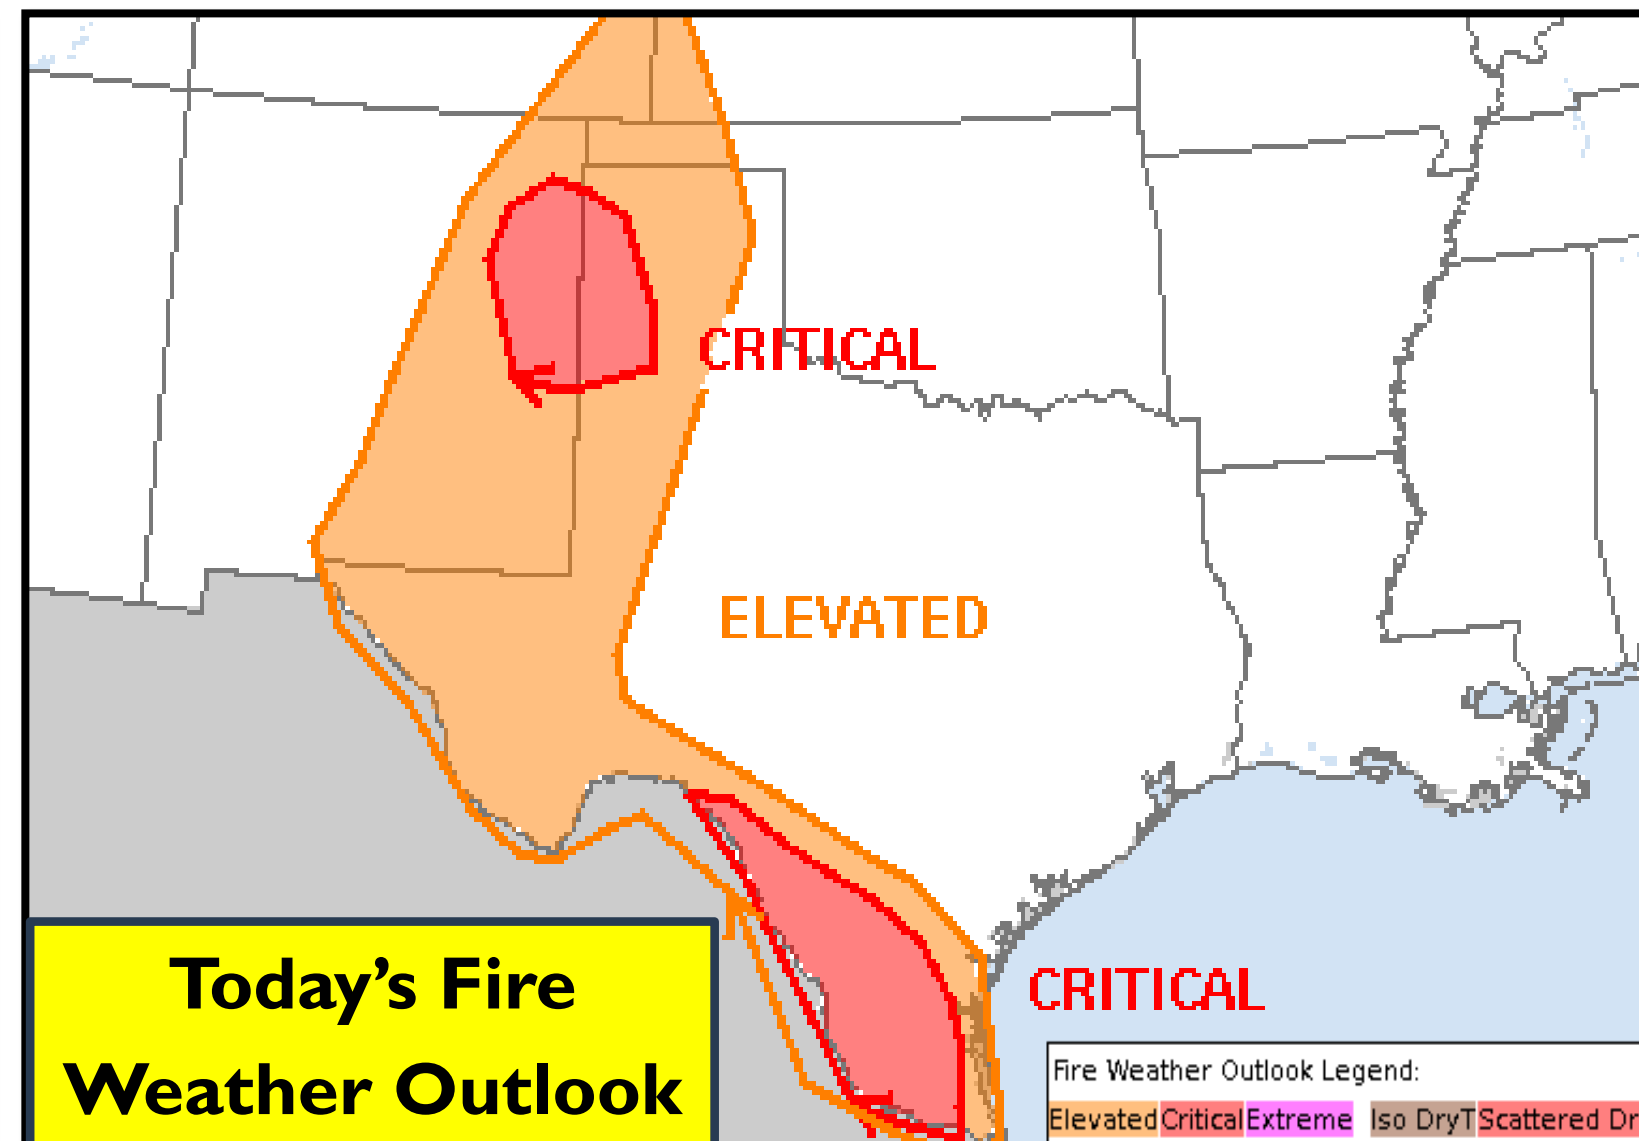 CRITICAL
ELEVATED
Today's Fire
Weather Outlook
CRITICAL
Fire Weather Outlook Legend:
Elevated Critical Extreme Iso DryT Scattered Dr